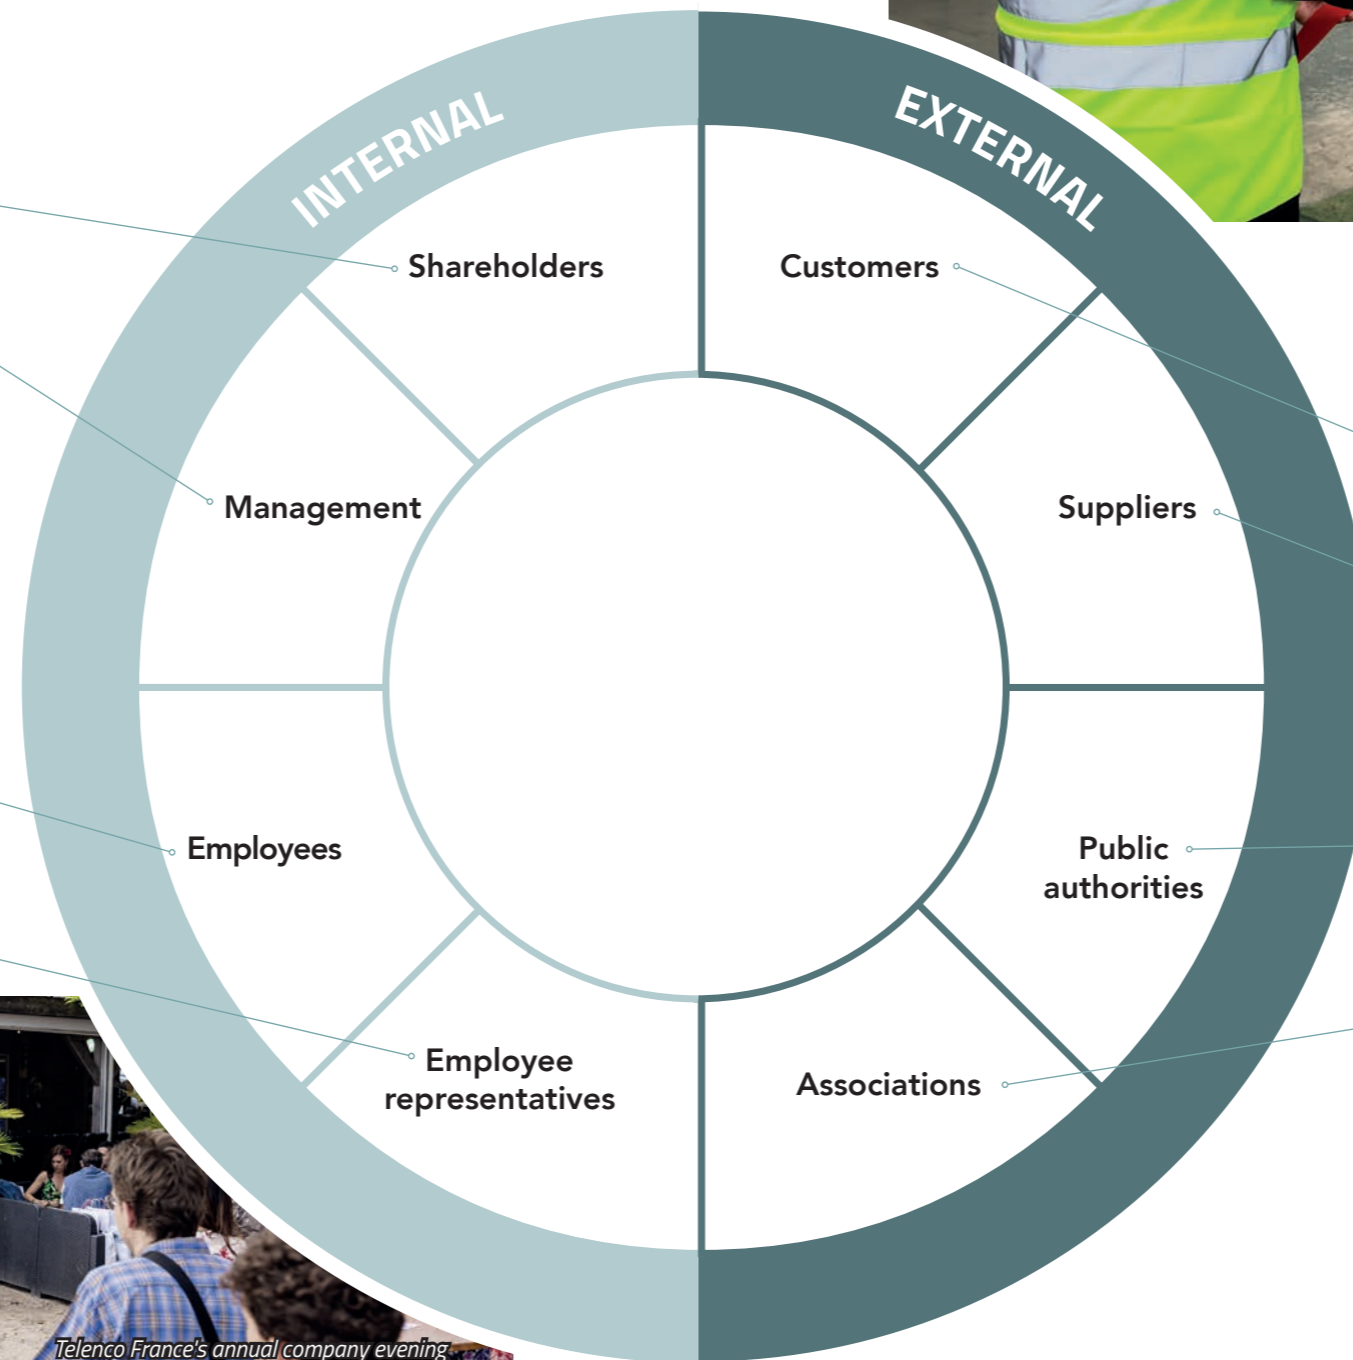 INTERNAL
EXTERNAL
Shareholders
Customers
Management
Suppliers
Employees
Public
authorities
Employee
representatives
Associations
Telenco France's annual company evening